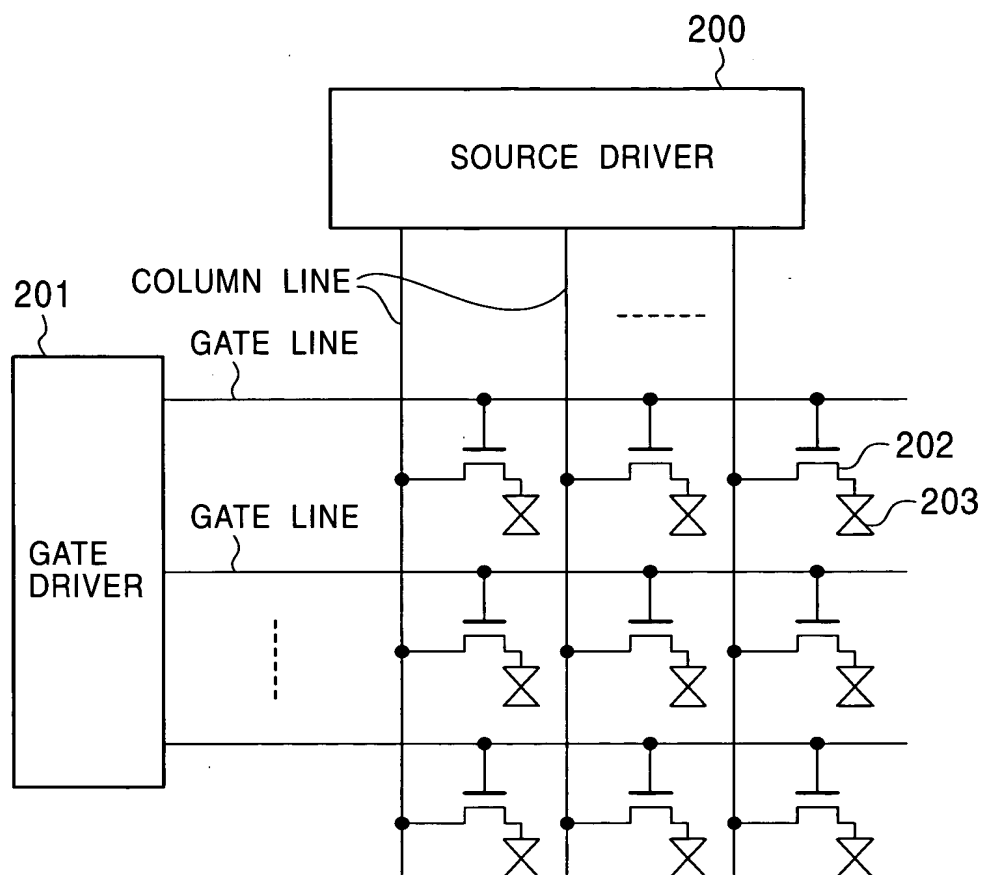 200
SOURCE DRIVER
COLUMN LINE
201
GATE LINE
202
203
GATE LINE
GATE
DRIVER